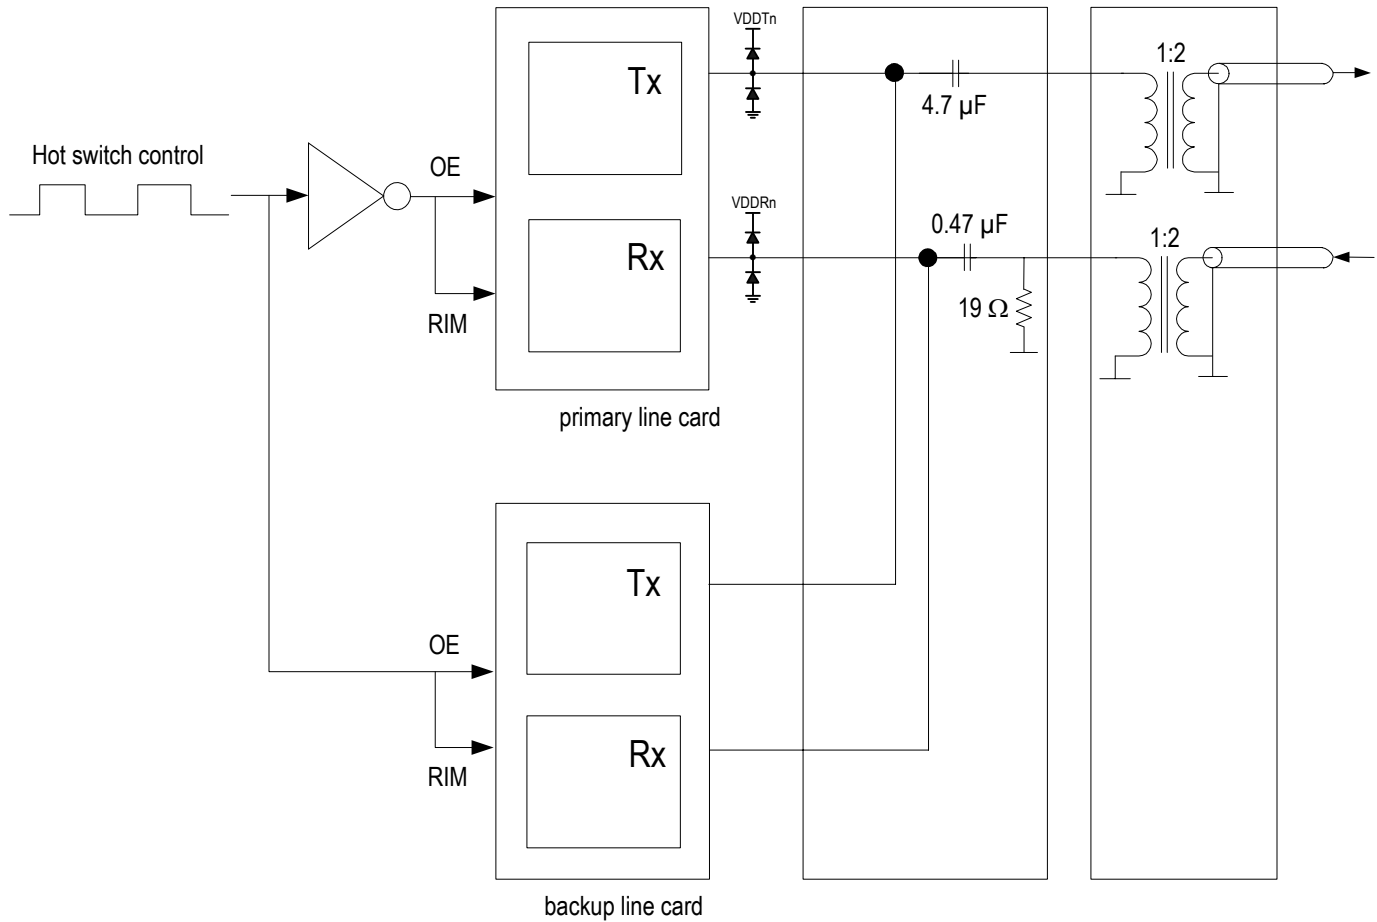 VDDTn
1:2
Tx
4.7 µF
Hot switch control
OE
VDDRn
0.47 µF
1:2
Rx
19 Ω
RIM
primary line card
Tx
OE
Rx
RIM
backup line card